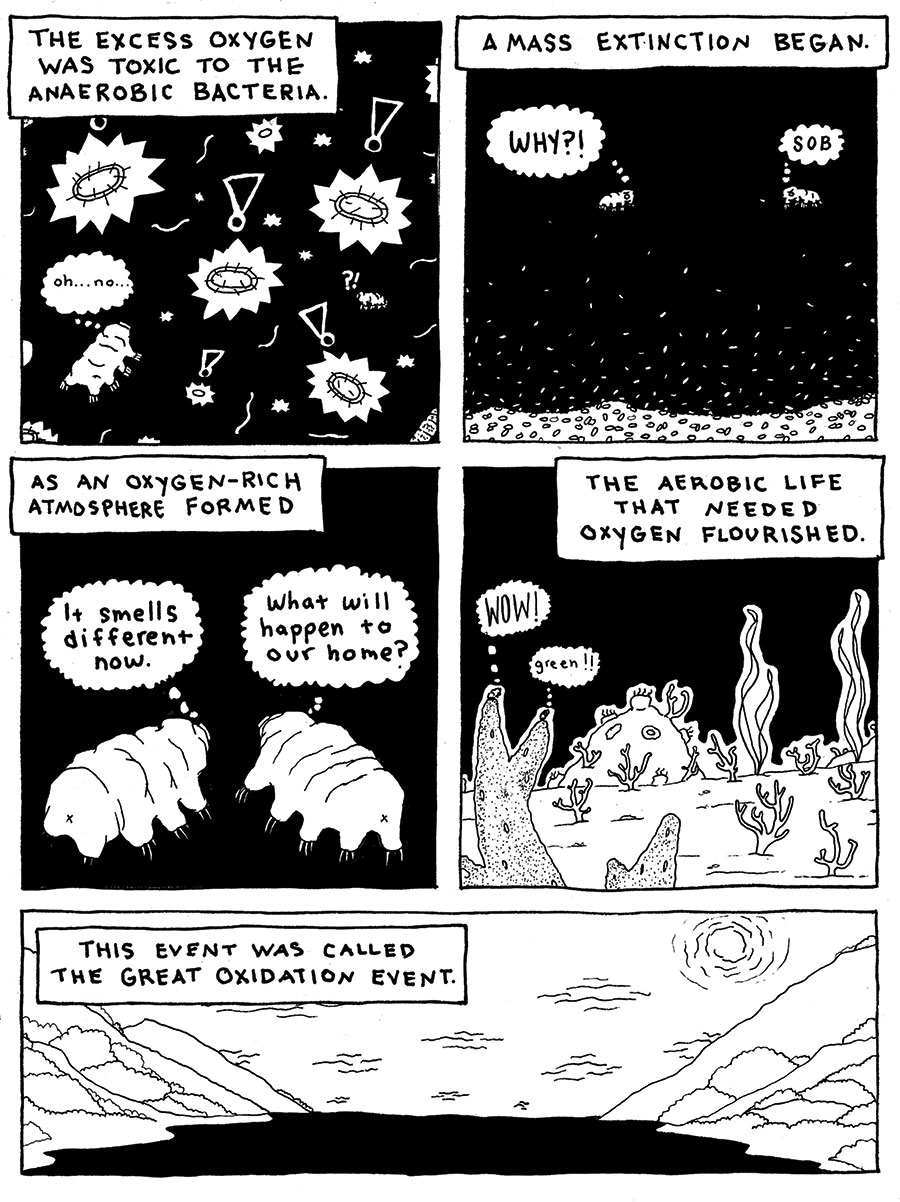 THE EXCESS OXYGEN
WAS TOXIC TO THE
ANAEROBIC BACTERIA.
oh...no...
?!
A MASS EXTINCTION BEGAN.
WHY?!
SOB
AS AN OXYGEN-RICH
ATMOSPHERE FORMED
It smells
different
now.
What will
happen to
our home?
THE AEROBIC LIFE
THAT NEEDED
OXYGEN FLOURISHED.
WOW!
green!!
THIS EVENT WAS CALLED
THE GREAT OXIDATION EVENT.